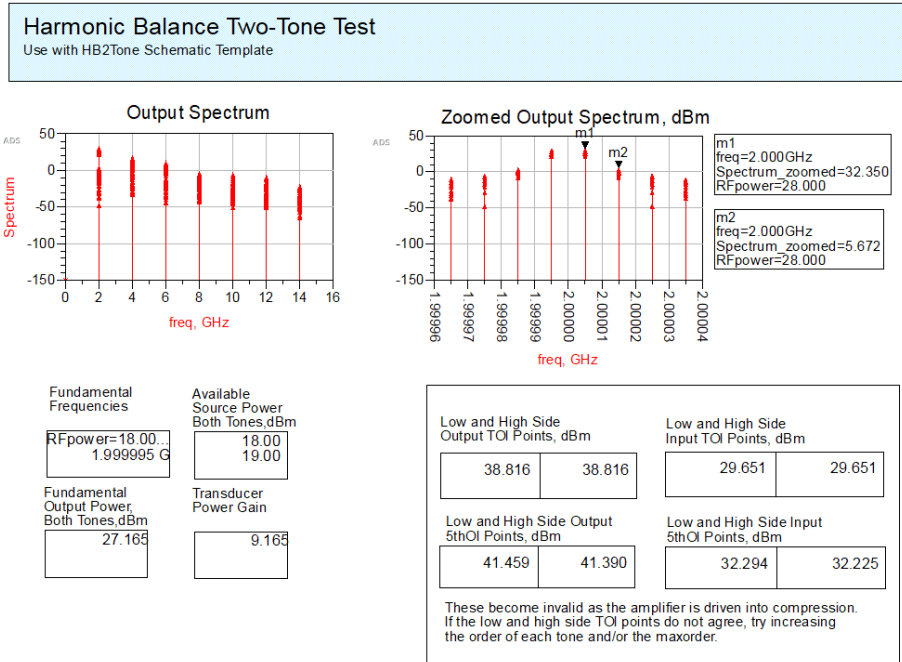 Harmonic Balance Two-Tone Test
Use with HB2Tone Schematic Template
Output Spectrum
ADS
Spectrum
50
0
-50
-100
-150
0 2 4 6 8 10 12 14 16
freq, GHz
Zoomed Output Spectrum, dBm
ADS
m1
m2
50
0
-50
-100
-150
1.99996 1.99997 1.99998 1.99999 2.00000 2.00001 2.00002 2.00003 2.00004
freq, GHz
m1
freq=2.000GHz
Spectrum_zoomed=32.350
RFpower=28.000
m2
freq=2.000GHz
Spectrum_zoomed=5.672
RFpower=28.000
Fundamental
Frequencies
RFpower=18.00...
1.999995 G
Available
Source Power
Both Tones,dBm
18.00
19.00
Fundamental
Output Power,
Both Tones,dBm
27.165
Transducer
Power Gain
9.165
Low and High Side
Output TOI Points, dBm
38.816 38.816
Low and High Side
Input TOI Points, dBm
29.651 29.651
Low and High Side Output
5thOI Points, dBm
41.459 41.390
Low and High Side Input
5thOI Points, dBm
32.294 32.225
These become invalid as the amplifier is driven into compression.
If the low and high side TOI points do not agree, try increasing
the order of each tone and/or the maxorder.